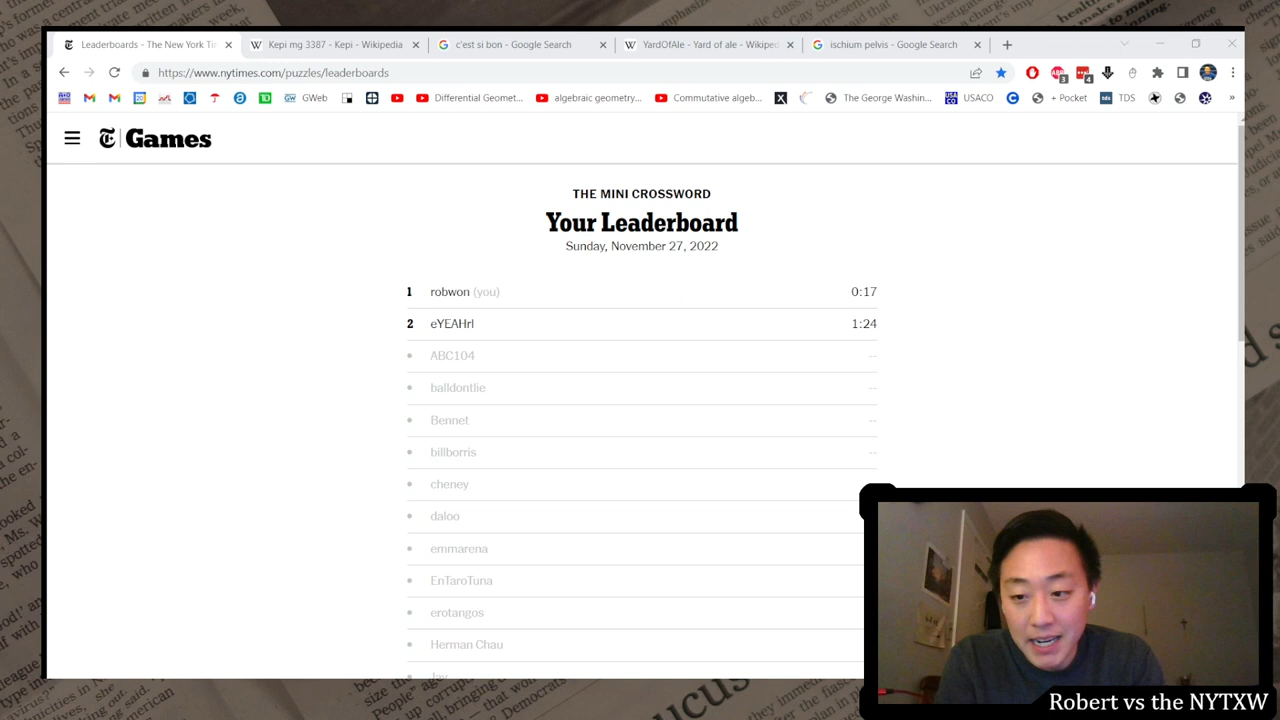 Leaderboards - The New York Tin
Kepi mg 3387 - Kepi - Wikipedia
c'est si bon - Google Search
YardOfAle - Yard of ale - Wikiped
ischium pelvis - Google Search
https://www.nytimes.com/puzzles/leaderboards
GWeb
Differential Geomet...
algebraic geometry...
Commutative algeb...
The George Washin...
USACO
+ Pocket
TDS
Games
THE MINI CROSSWORD
Your Leaderboard
Sunday, November 27, 2022
1 robwon (you) 0:17
2 eYEAHrl 1:24
ABC104 --
balldontlie --
Bennet --
billborris --
cheney
daloo
emmarena
EnTaroTuna
erotangos
Herman Chau
Jay
Robert vs the NYTXW